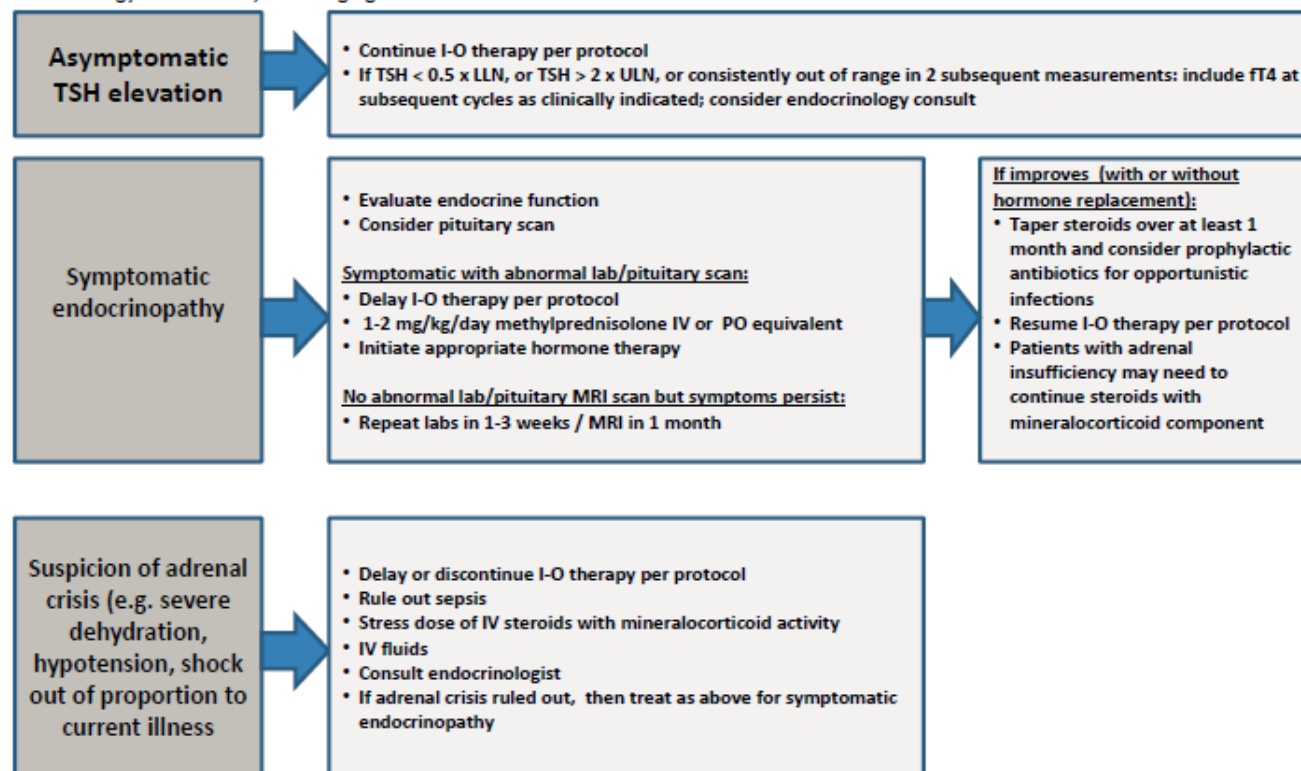 Asymptomatic
TSH elevation
• Continue I-O therapy per protocol
• If TSH < 0.5 x LLN, or TSH > 2 x ULN, or consistently out of range in 2 subsequent measurements: include fT4 at
subsequent cycles as clinically indicated; consider endocrinology consult
Symptomatic
endocrinopathy
• Evaluate endocrine function
• Consider pituitary scan
Symptomatic with abnormal lab/pituitary scan:
• Delay I-O therapy per protocol
• 1-2 mg/kg/day methylprednisolone IV or PO equivalent
• Initiate appropriate hormone therapy
No abnormal lab/pituitary MRI scan but symptoms persist:
• Repeat labs in 1-3 weeks / MRI in 1 month
If improves (with or without
hormone replacement):
• Taper steroids over at least 1
month and consider prophylactic
antibiotics for opportunistic
infections
• Resume I-O therapy per protocol
• Patients with adrenal
insufficiency may need to
continue steroids with
mineralocorticoid component
Suspicion of adrenal
crisis (e.g. severe
dehydration,
hypotension, shock
out of proportion to
current illness
• Delay or discontinue I-O therapy per protocol
• Rule out sepsis
• Stress dose of IV steroids with mineralocorticoid activity
• IV fluids
• Consult endocrinologist
• If adrenal crisis ruled out, then treat as above for symptomatic
endocrinopathy